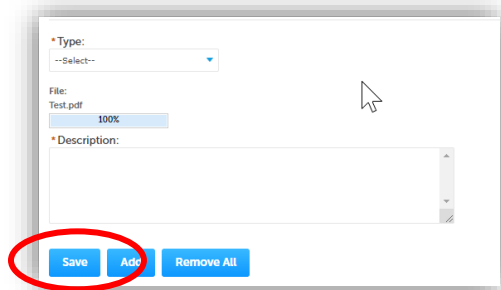 *Type:
--Select--
File:
Test.pdf
100%
*Description:
Save Add Remove All